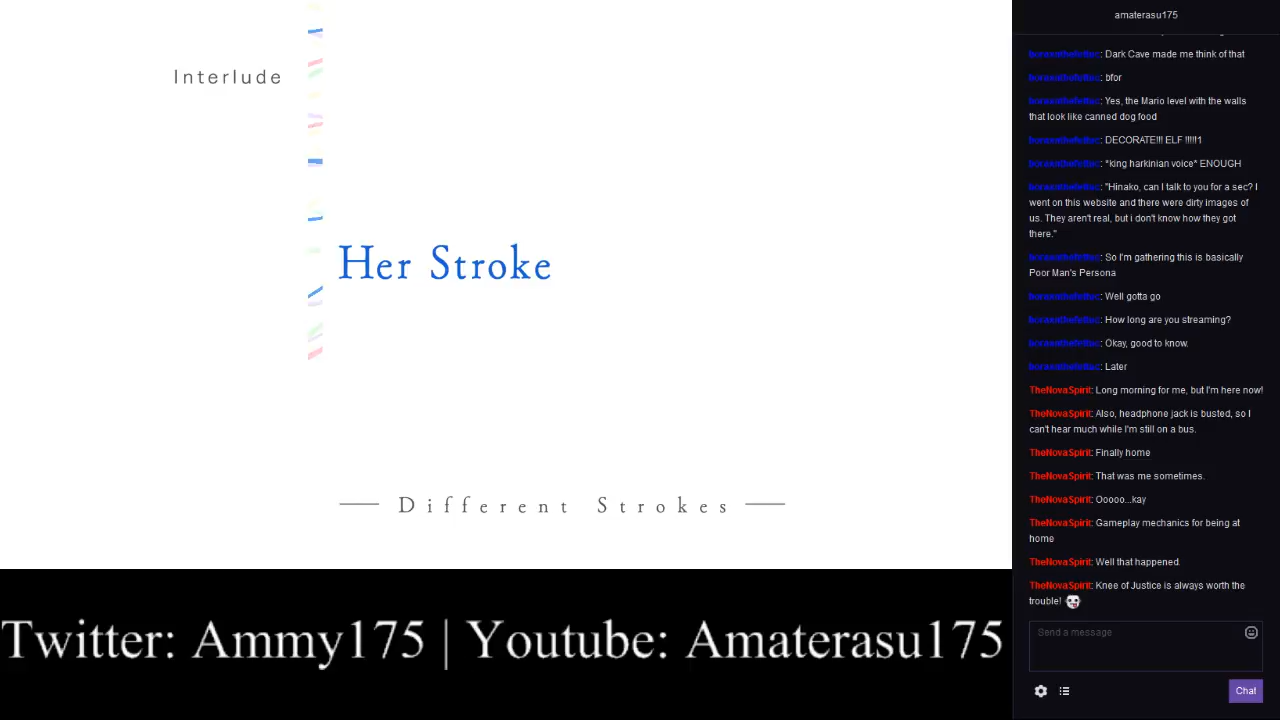 Interlude
Her Stroke
Different Strokes
Twitter: Ammy175 | Youtube: Amaterasu175
amaterasu175
: Dark Cave made me think of that
: bfor
: Yes, the Mario level with the walls
that look like canned dog food
: DECORATE!!! ELF !!!!!1
: *king harkinian voice* ENOUGH
: "Hinako, can I talk to you for a sec? I
went on this website and there were dirty images of
us. They aren't real, but i don't know how they got
there."
: So I'm gathering this is basically
Poor Man's Persona
: Well gotta go
: How long are you streaming?
: Okay, good to know.
: Later
TheNovaSpirit: Long morning for me, but I'm here now!
TheNovaSpirit: Also, headphone jack is busted, so I
can't hear much while I'm still on a bus.
TheNovaSpirit: Finally home
TheNovaSpirit: That was me sometimes.
TheNovaSpirit: Ooooo...kay
TheNovaSpirit: Gameplay mechanics for being at
home
TheNovaSpirit: Well that happened.
TheNovaSpirit: Knee of Justice is always worth the
trouble!
Send a message
Chat